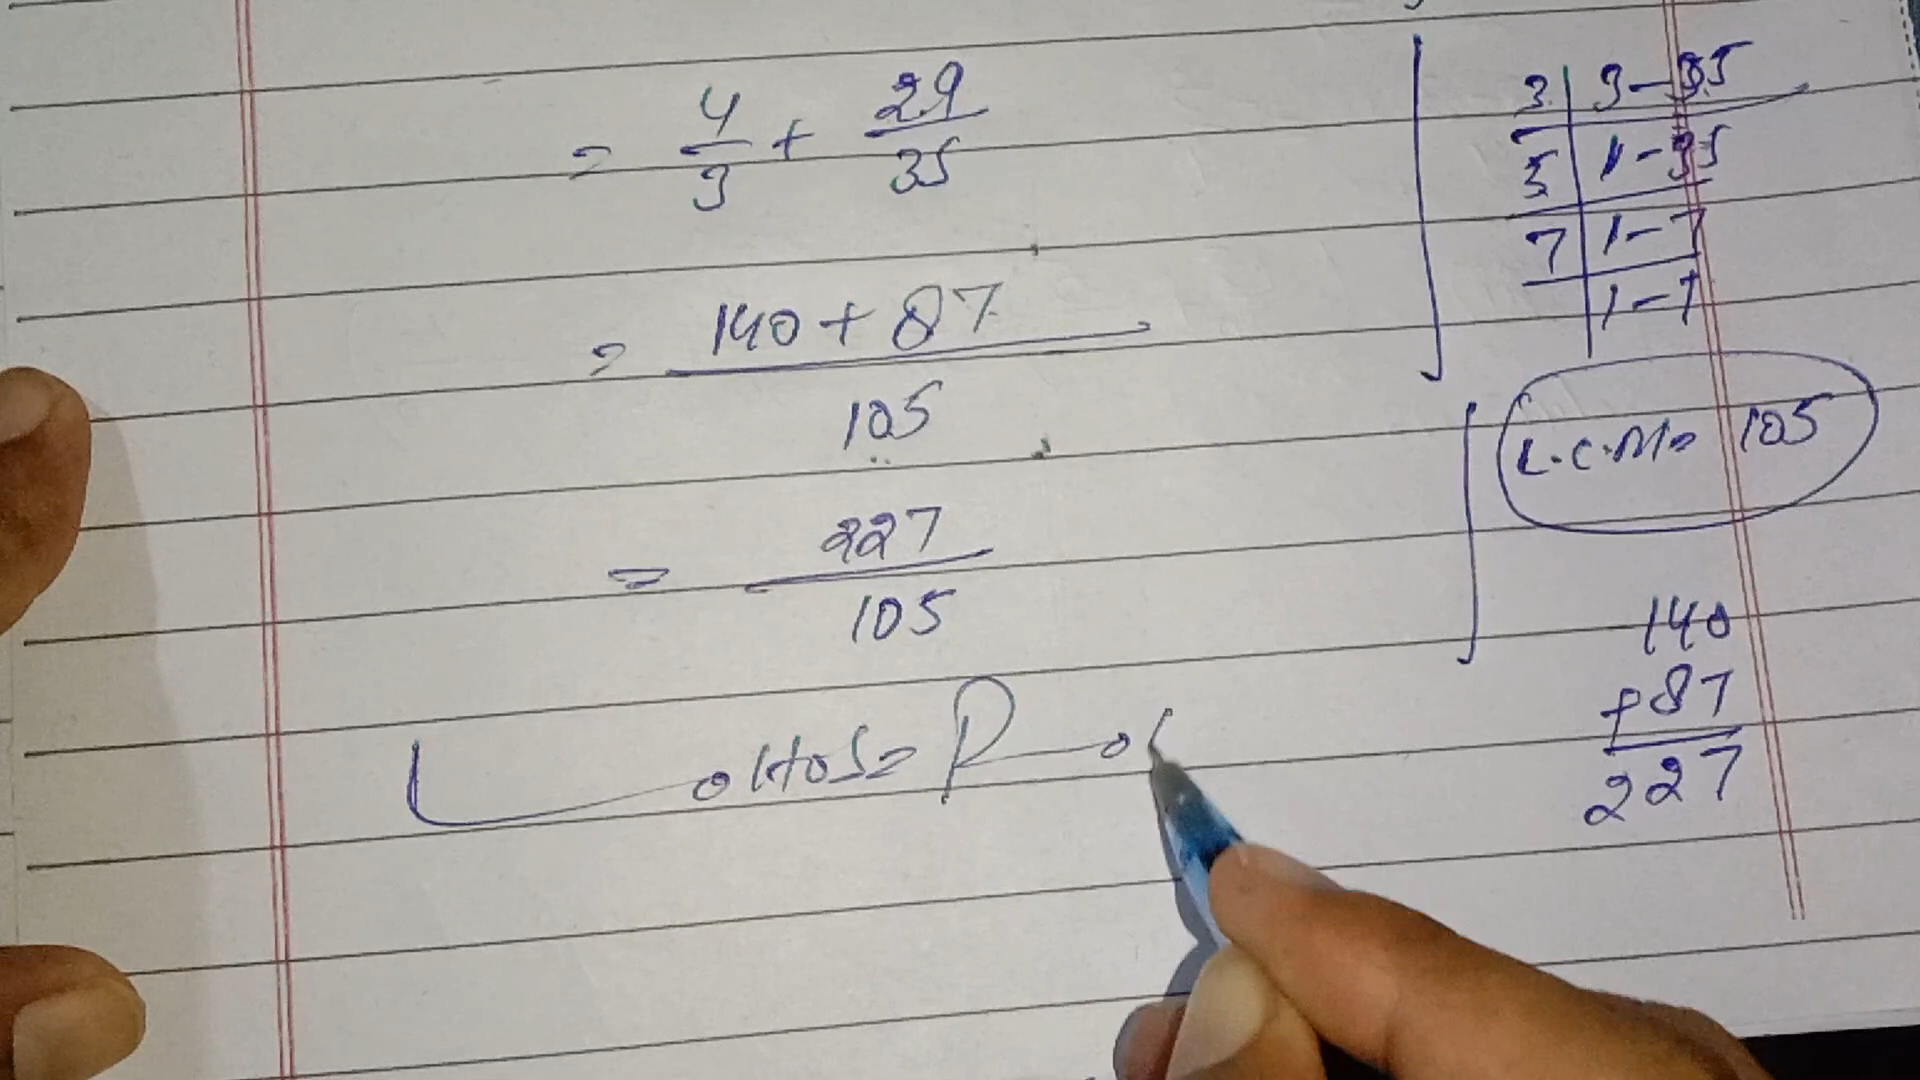 = 4/3 + 29/35
= 140 + 87 / 105
= 227 / 105
3 | 3 - 35
5 | 1 - 35
7 | 1 - 7
1 - 1
L.C.M = 105
140
+ 87
227